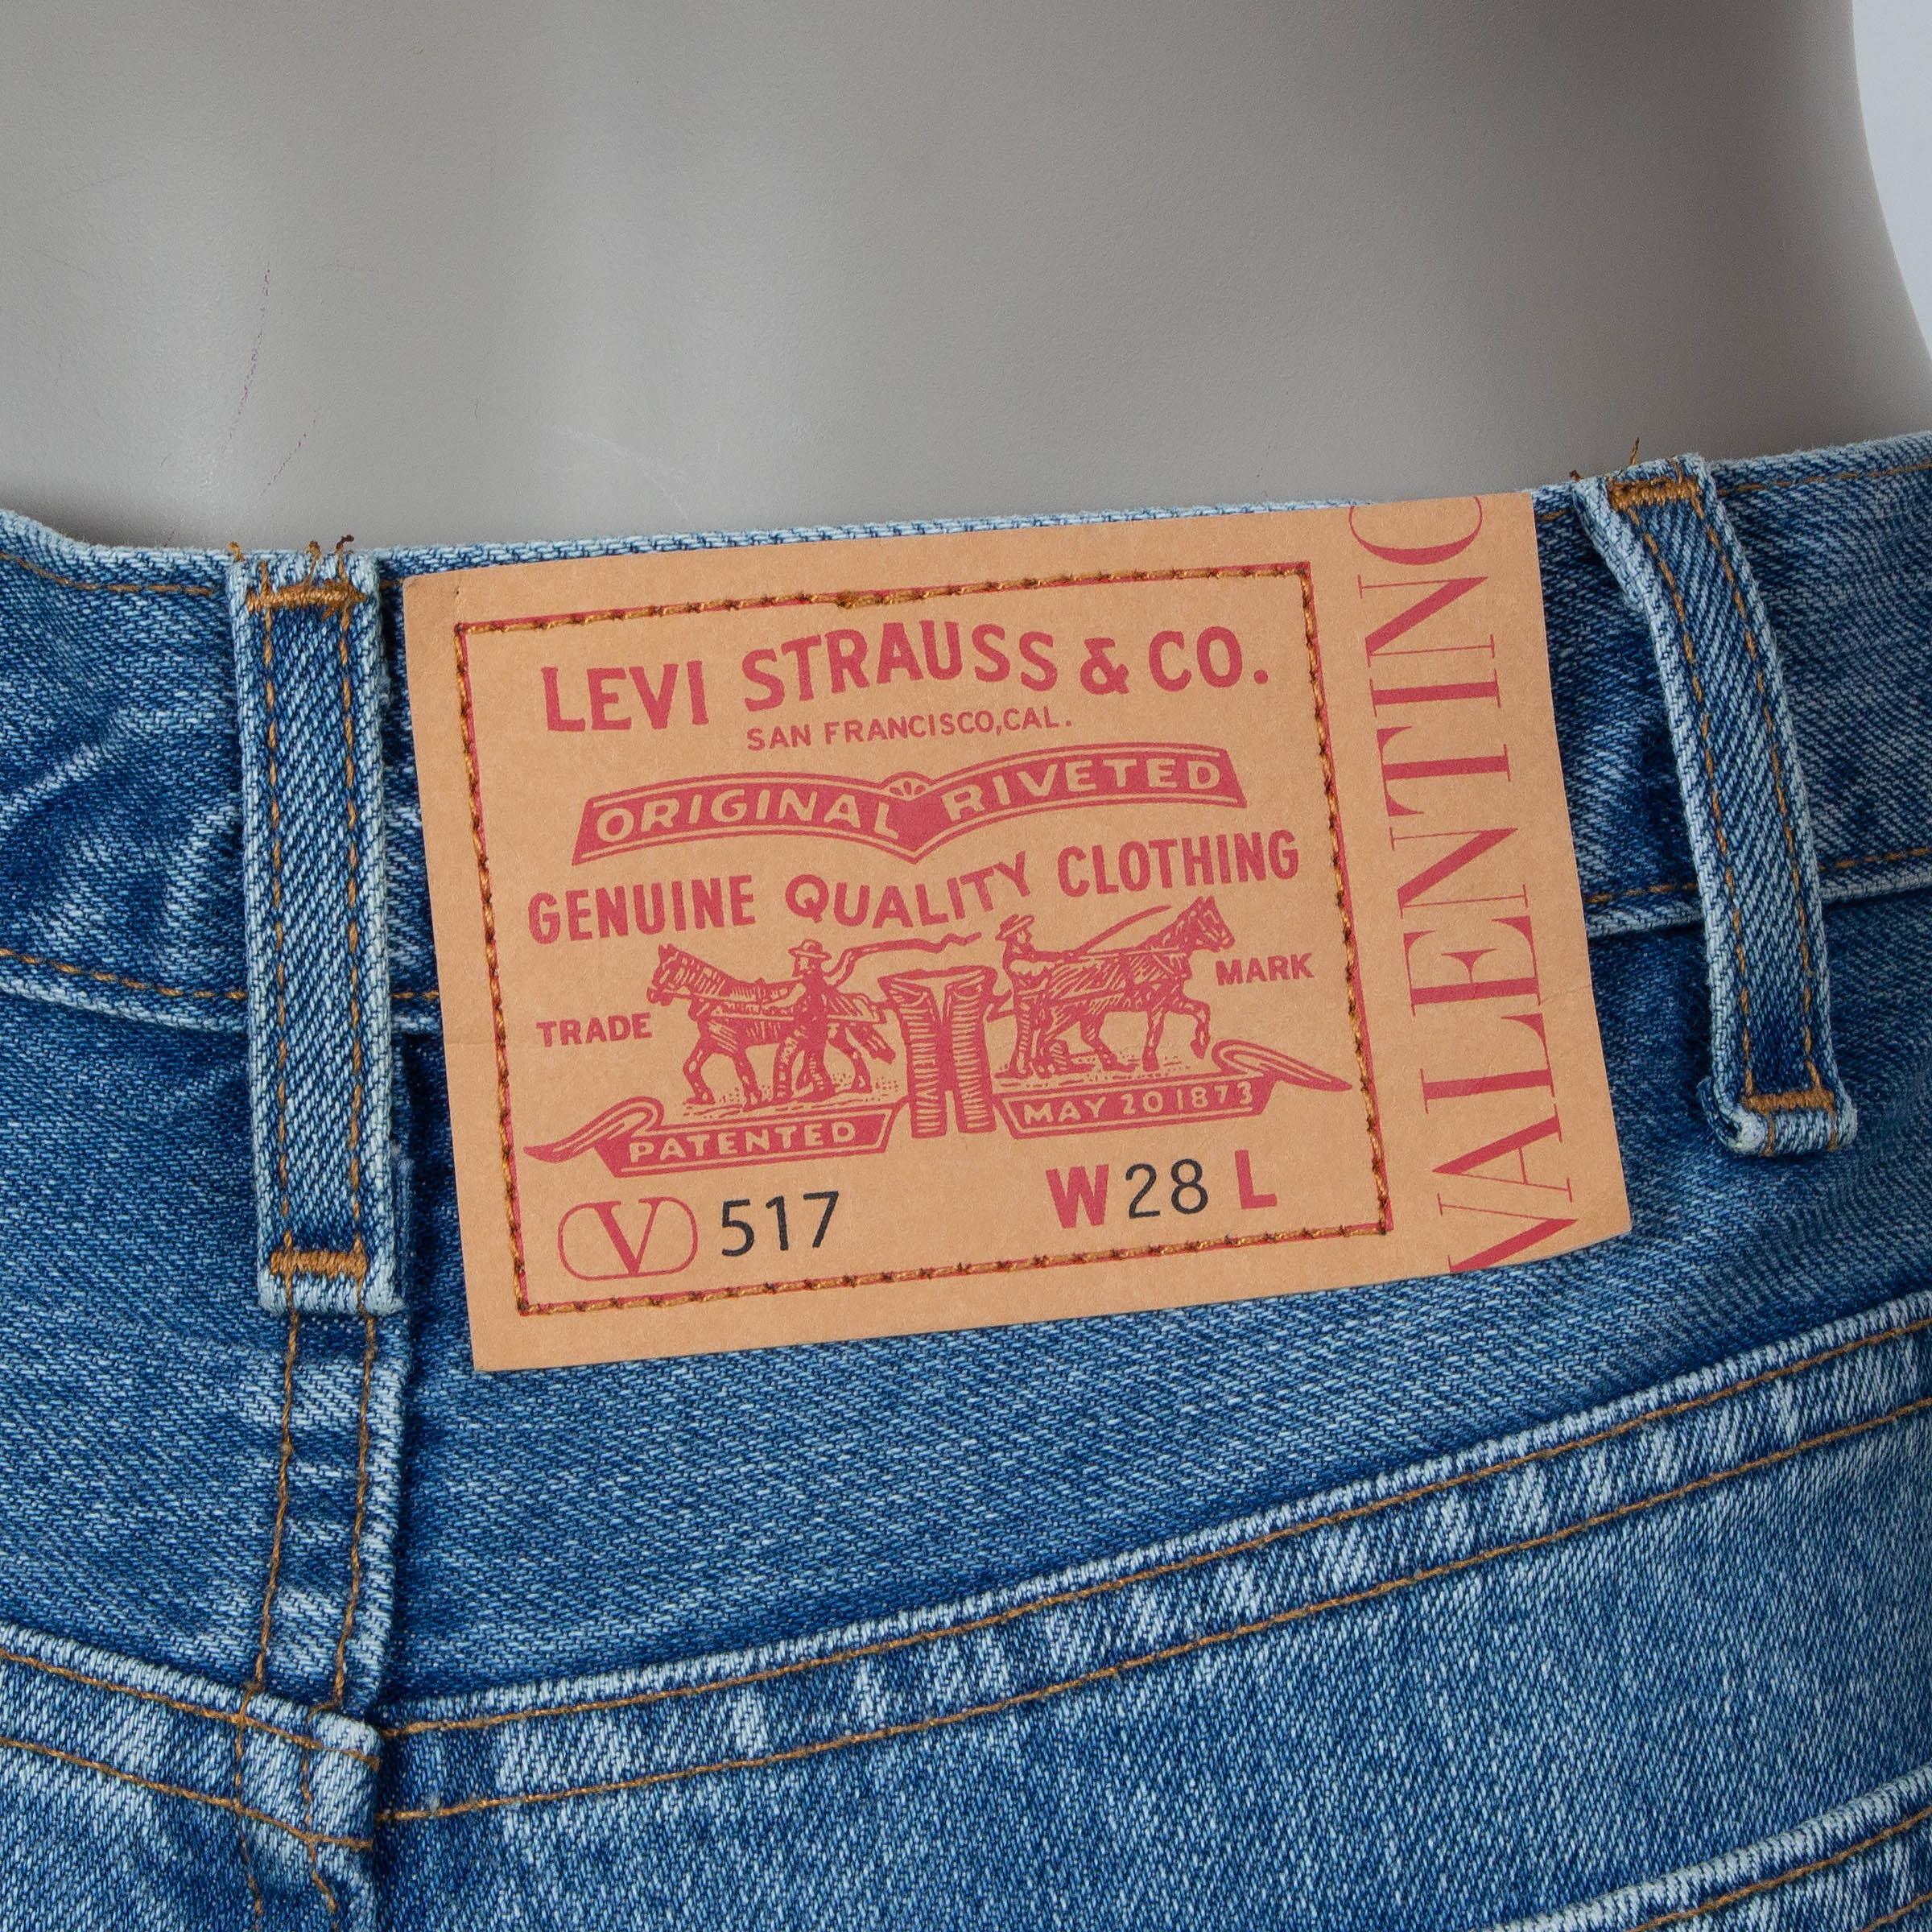 LEVI STRAUSS & CO.
SAN FRANCISCO, CAL.
ORIGINAL RIVETED
GENUINE QUALITY CLOTHING
TRADE MARK
PATENTED MAY 20 1873
V 517 W 28 L
VALENTINO